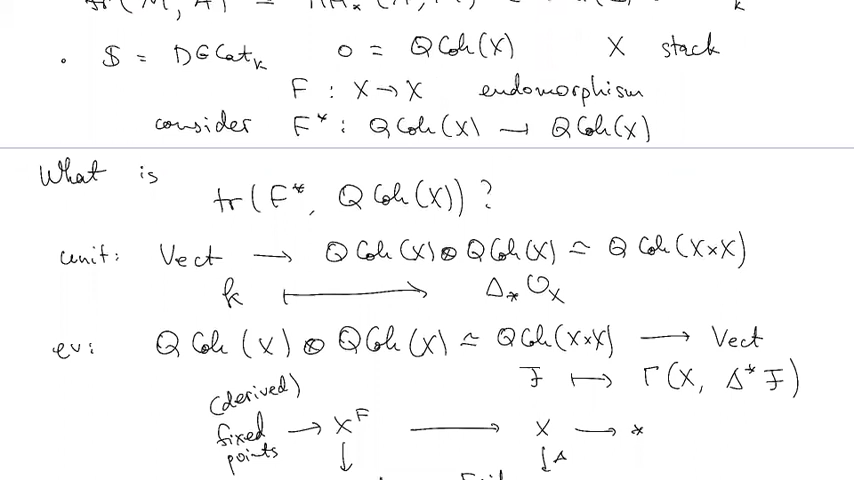 • $ = DGCat_k o = QCoh(X) X stack
F : X → X endomorphism
consider F* : QCoh(X) → QCoh(X)
What is
tr(F*, QCoh(X))?
unit: Vect → QCoh(X) ⊗ QCoh(X) ≃ QCoh(X×X)
k ↦ Δ_* O_X
ev: QCoh(X) ⊗ QCoh(X) ≃ QCoh(X×X) → Vect
F ↦ Γ(X, Δ*F)
(derived)
fixed → X^F → X → *
points ↓ ↓Δ